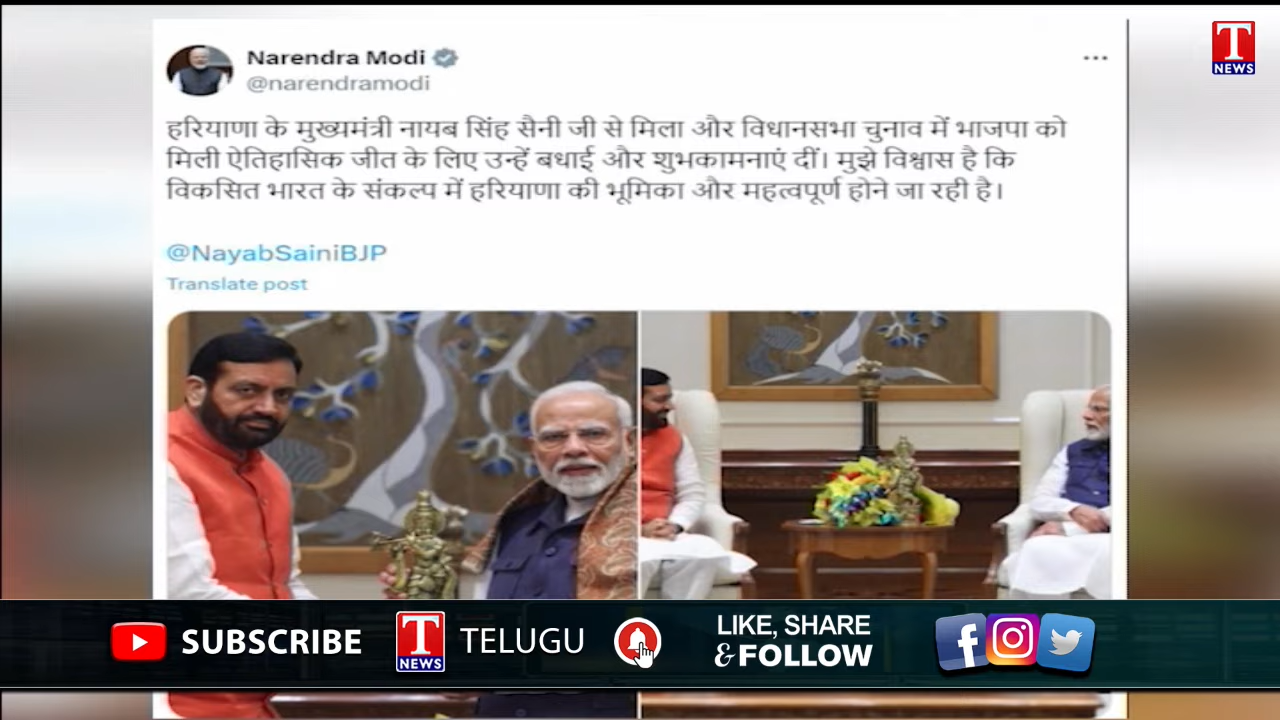 Narendra Modi
@narendramodi
हरियाणा के मुख्यमंत्री नायब सिंह सैनी जी से मिला और विधानसभा चुनाव में भाजपा को
मिली ऐतिहासिक जीत के लिए उन्हें बधाई और शुभकामनाएं दीं। मुझे विश्वास है कि
विकसित भारत के संकल्प में हरियाणा की भूमिका और महत्वपूर्ण होने जा रही है।
@NayabSainiBJP
Translate post
T
NEWS
SUBSCRIBE
T
NEWS
TELUGU
LIKE, SHARE
& FOLLOW